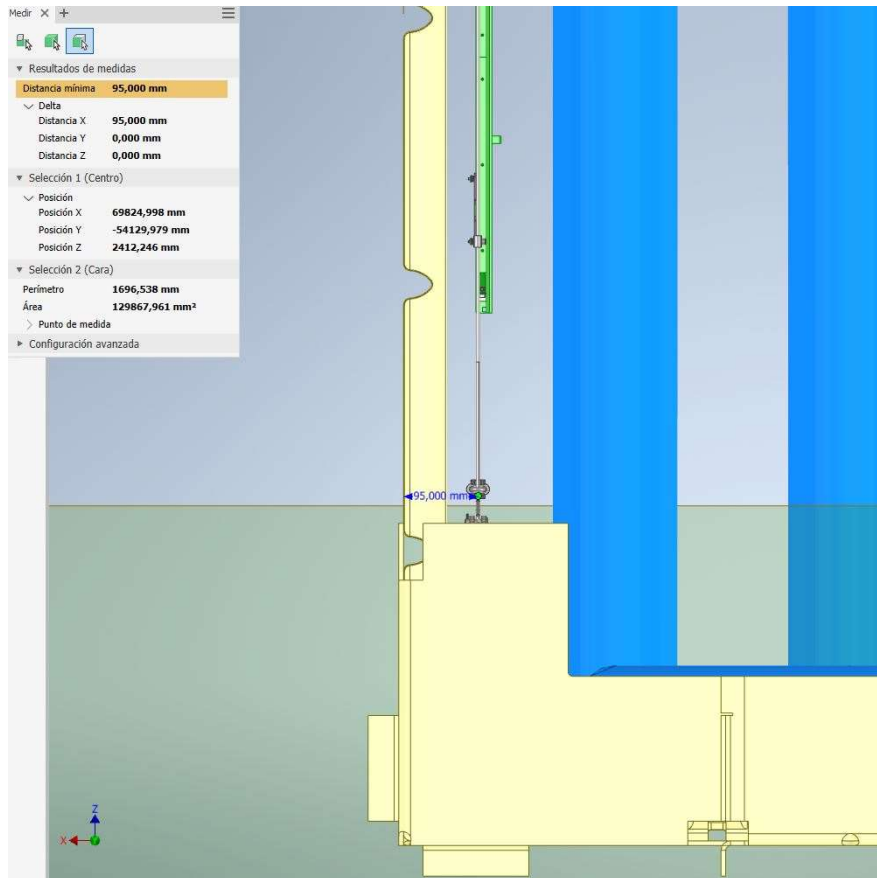 Medir × +
Resultados de medidas
Distancia mínima 95,000 mm
Delta
Distancia X 95,000 mm
Distancia Y 0,000 mm
Distancia Z 0,000 mm
Selección 1 (Centro)
Posición
Posición X 69824,998 mm
Posición Y -54129,979 mm
Posición Z 2412,246 mm
Selección 2 (Cara)
Perímetro 1696,538 mm
Área 129867,961 mm²
Punto de medida
Configuración avanzada
95,000 mm
Z
X